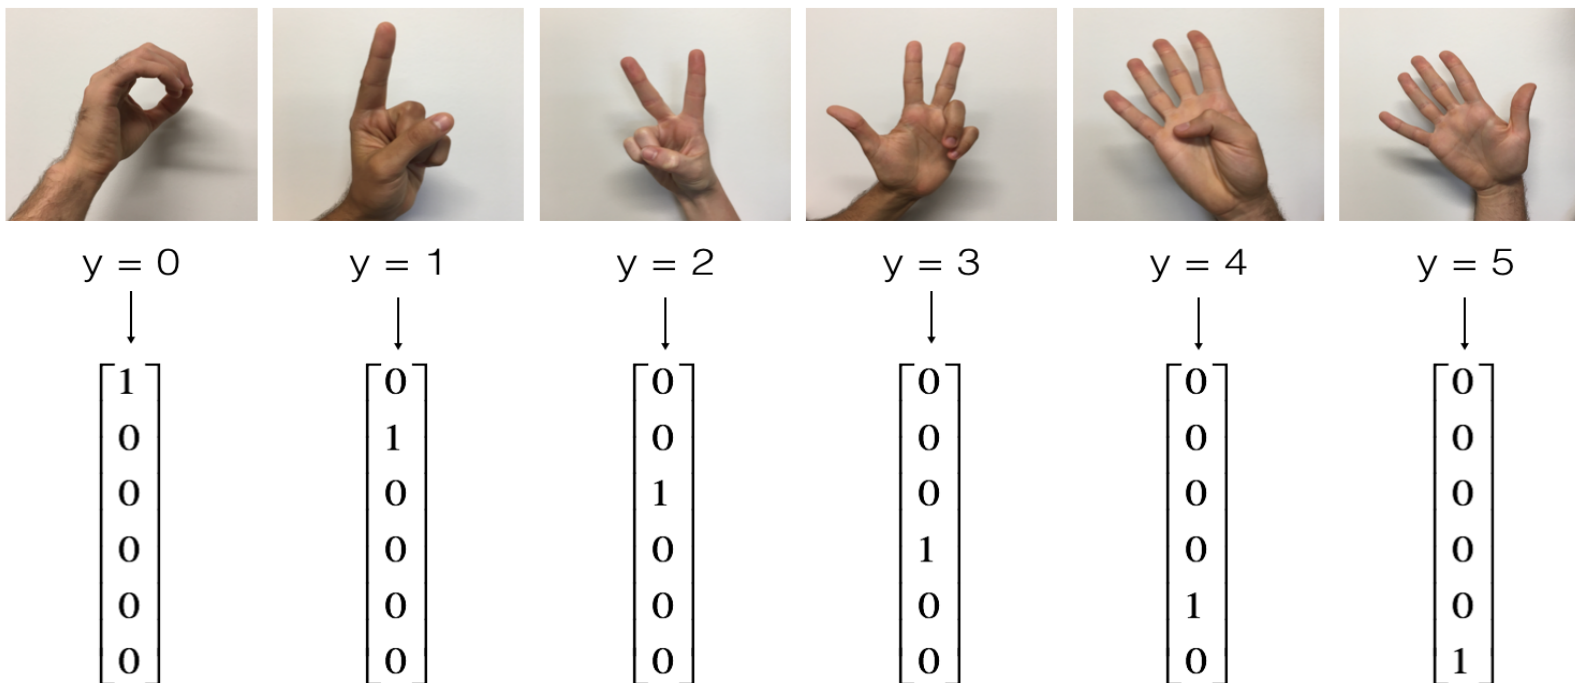 y = 0 y = 1 y = 2 y = 3 y = 4 y = 5
1 0 0 0 0 0
0 1 0 0 0 0
0 0 1 0 0 0
0 0 0 1 0 0
0 0 0 0 1 0
0 0 0 0 0 1